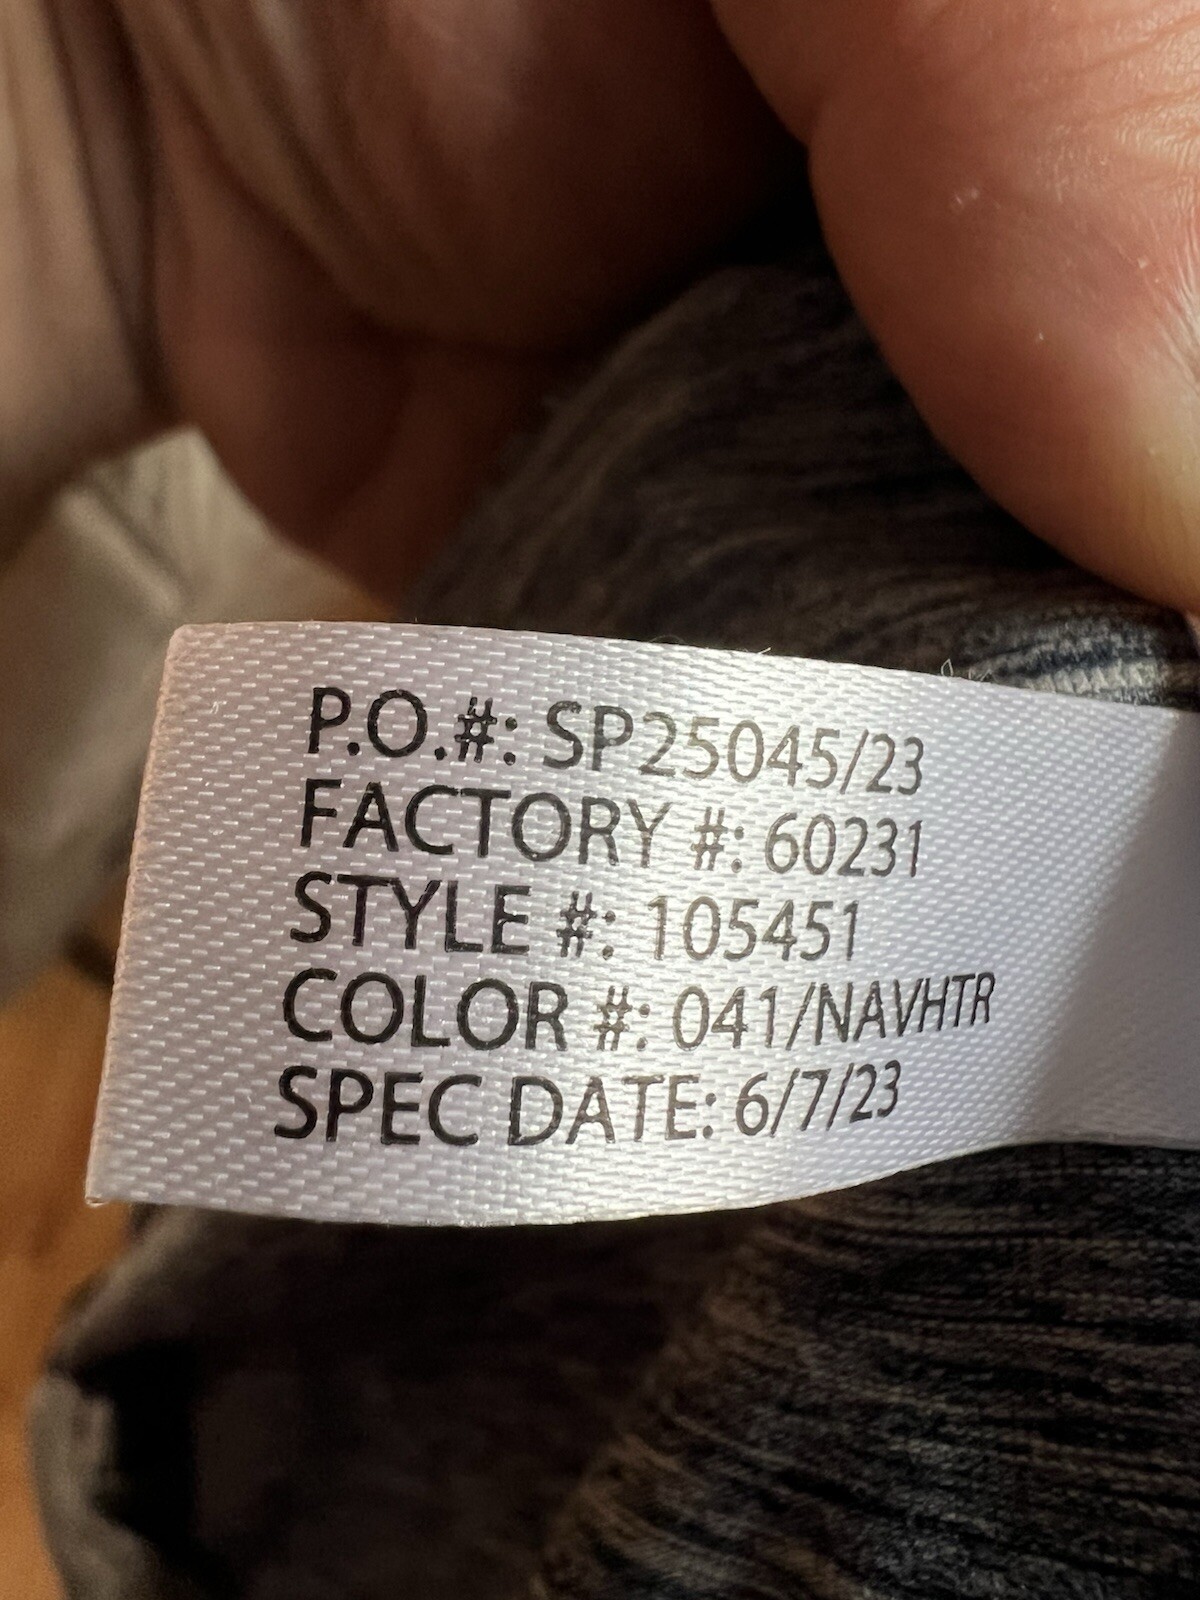 P.O.#: SP25045/23
FACTORY #: 60231
STYLE #: 105451
COLOR #: 041/NAVHTR
SPEC DATE: 6/7/23